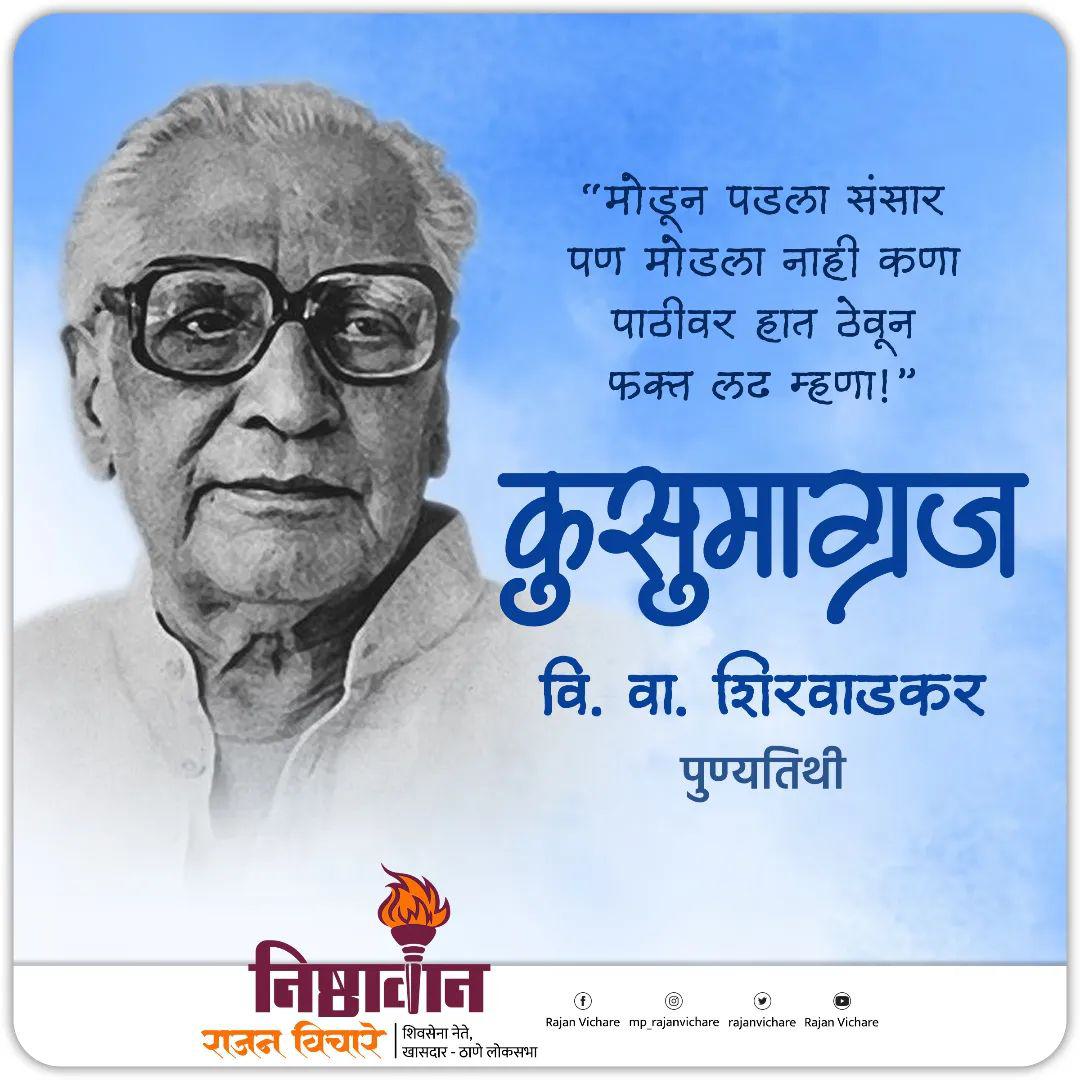 “मोडून पडला संसार
पण मोडला नाही कणा
पाठीवर हात ठेवून
फक्त लढ म्हणा!”
कुसुमाग्रज
वि. वा. शिरवाडकर
पुण्यतिथी
निष्ठावान
राजन विचारे
शिवसेना नेते,
खासदार - ठाणे लोकसभा
Rajan Vichare mp_rajanvichare rajanvichare Rajan Vichare